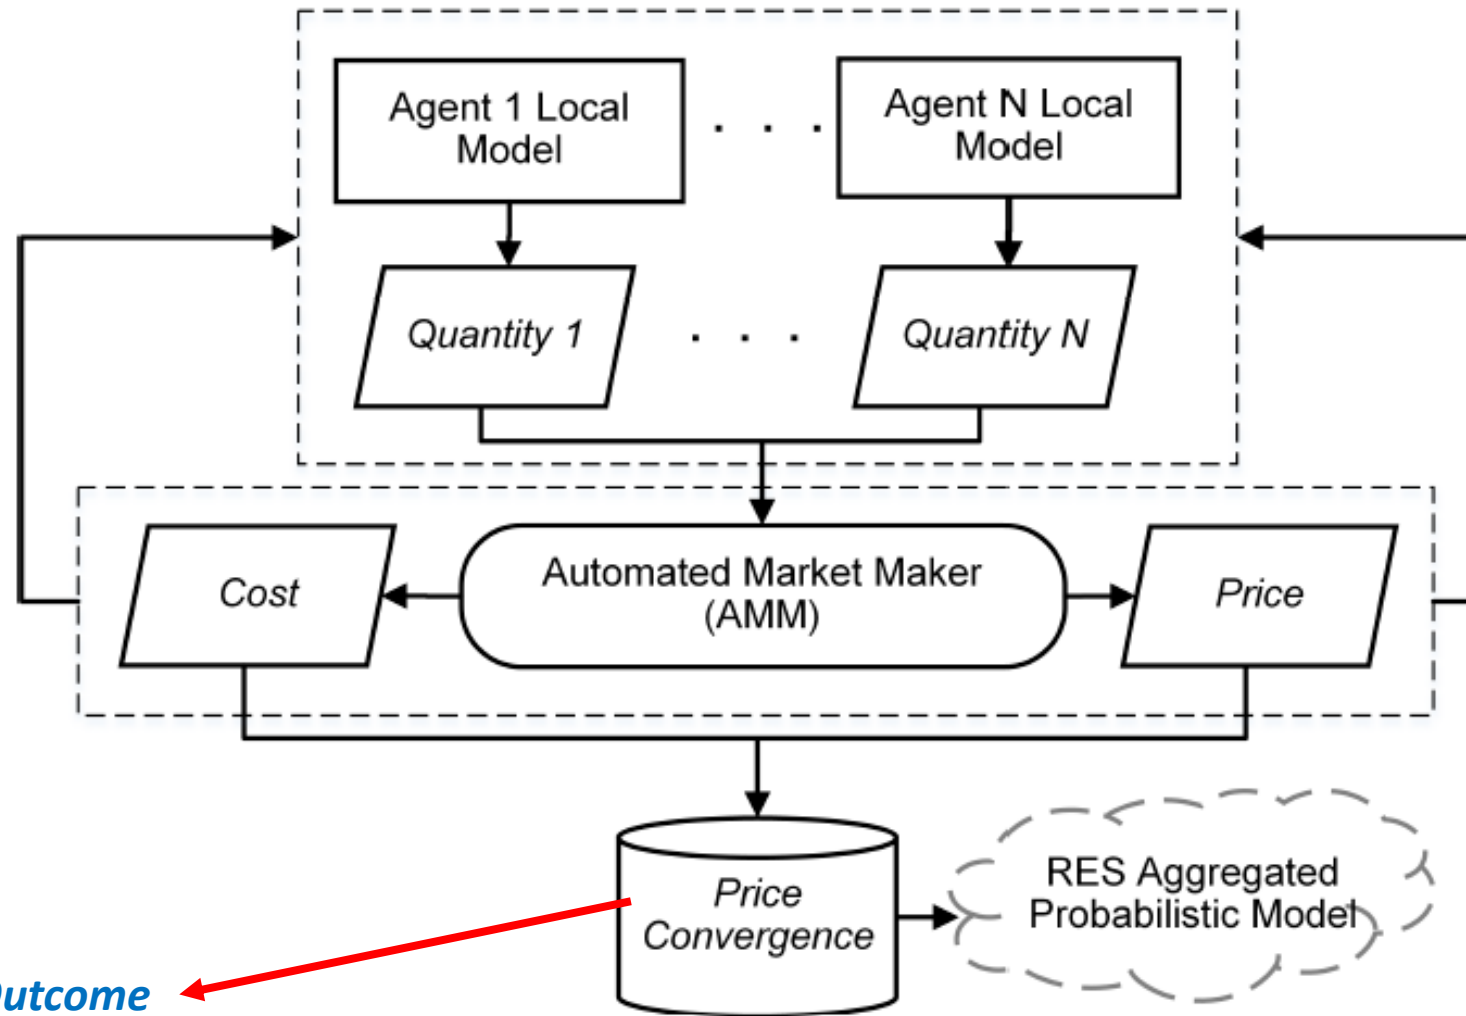 Agent 1 Local
Model
. . .
Agent N Local
Model
Quantity 1
. . .
Quantity N
Cost
Automated Market Maker
(AMM)
Price
Price
Convergence
RES Aggregated
Probabilistic Model